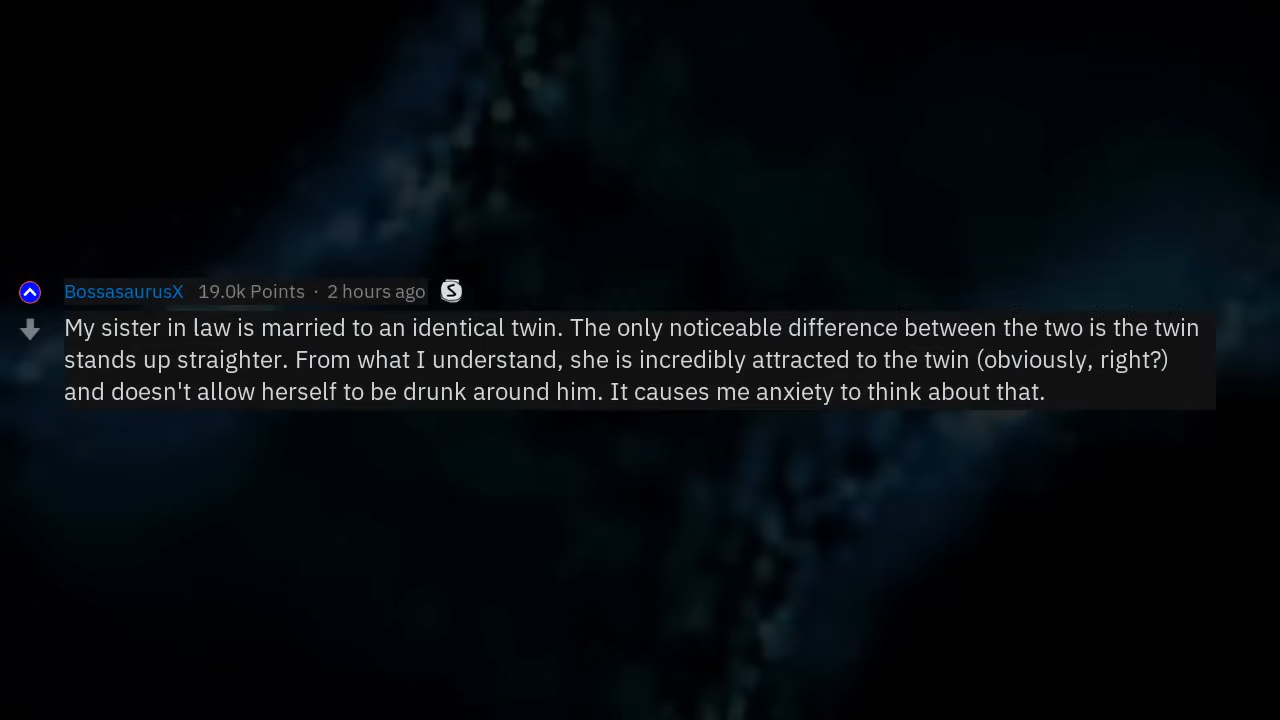 BossasaurusX 19.0k Points · 2 hours ago S
My sister in law is married to an identical twin. The only noticeable difference between the two is the twin
stands up straighter. From what I understand, she is incredibly attracted to the twin (obviously, right?)
and doesn't allow herself to be drunk around him. It causes me anxiety to think about that.